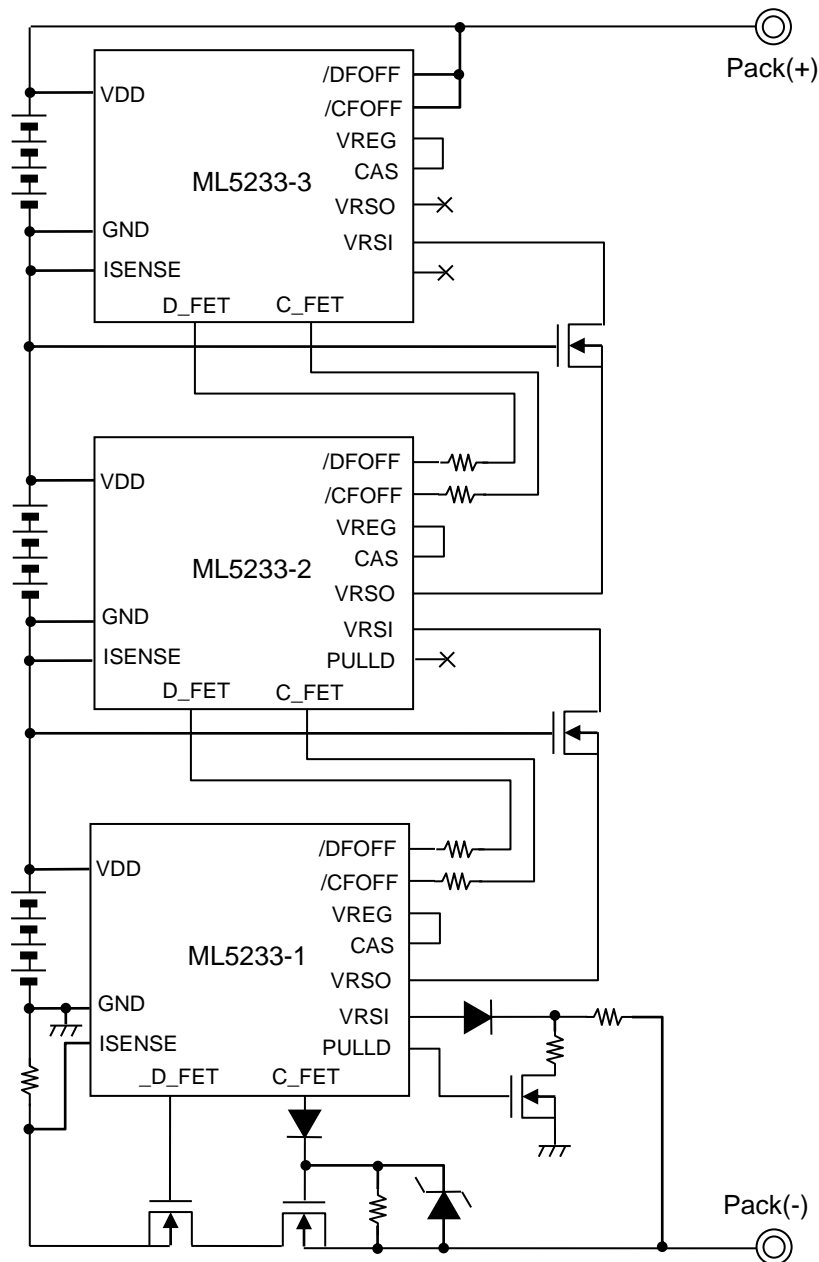 Pack(+)
/DFOFF
VDD
/CFOFF
VREG
CAS
ML5233-3
VRSO
GND
VRSI
ISENSE
D_FET
C_FET
/DFOFF
VDD
/CFOFF
VREG
CAS
ML5233-2
VRSO
GND
VRSI
ISENSE
PULLD
D_FET
C_FET
/DFOFF
VDD
/CFOFF
VREG
CAS
ML5233-1
VRSO
GND
VRSI
ISENSE
PULLD
_D_FET
C_FET
Pack(-)